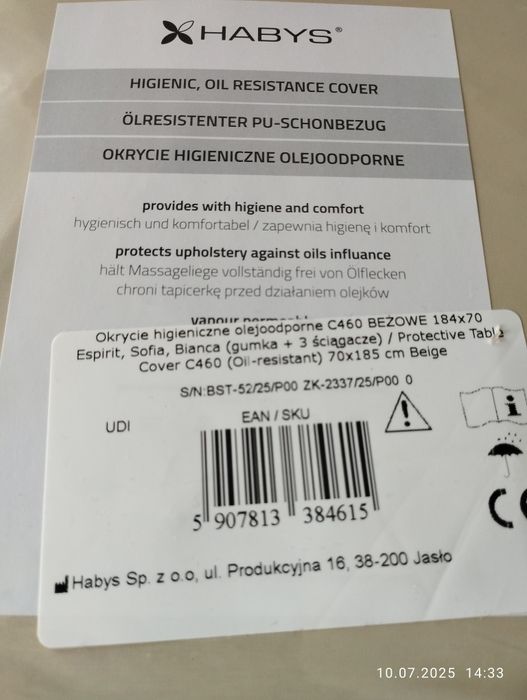 HABYS®
HIGIENIC, OIL RESISTANCE COVER
ÖLRESISTENTER PU-SCHONBEZUG
OKRYCIE HIGIENICZNE OLEJOODPORNE
provides with hygiene and comfort
hygienisch und komfortabel / zapewnia higienę i komfort
protects upholstery against oils influance
hält Massageliege vollständig frei von Ölflecken
chroni tapicerkę przed działaniem olejków
Okrycie higieniczne olejoodporne C460 BEŻOWE 184x70
Espirit, Sofia, Bianca (gumka + 3 ściągacze) / Protective Table
Cover C460 (Oil-resistant) 70x185 cm Beige
S/N:BST-52/25/P00 ZK-2337/25/P00 0
UDI
EAN / SKU
5 907813 384615
CE
Habys Sp. z o.o, ul. Produkcyjna 16, 38-200 Jasło
10.07.2025 14:33